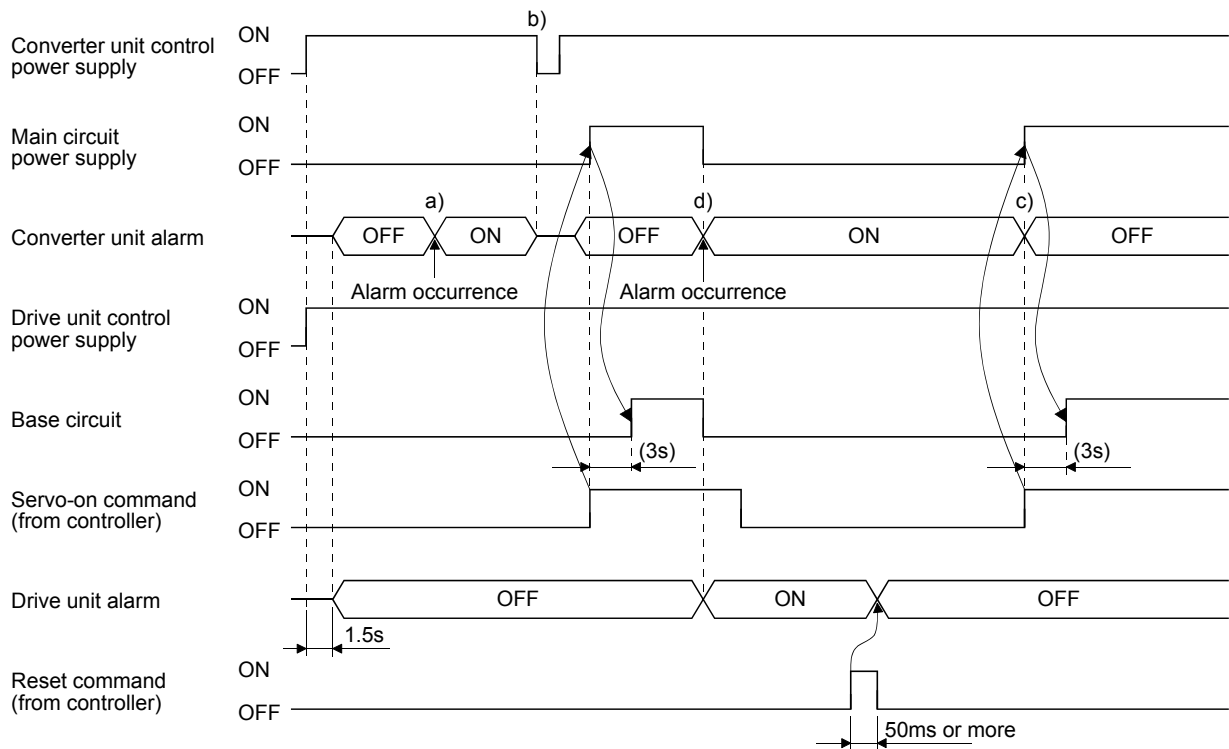 b)
Converter unit control
power supply
ON
OFF
Main circuit
power supply
ON
OFF
a)
d)
c)
Converter unit alarm
OFF
ON
OFF
ON
OFF
Alarm occurrence
Alarm occurrence
Drive unit control
power supply
ON
OFF
Base circuit
ON
OFF
(3s)
(3s)
Servo-on command
(from controller)
ON
OFF
Drive unit alarm
OFF
ON
OFF
1.5s
Reset command
(from controller)
ON
OFF
50ms or more